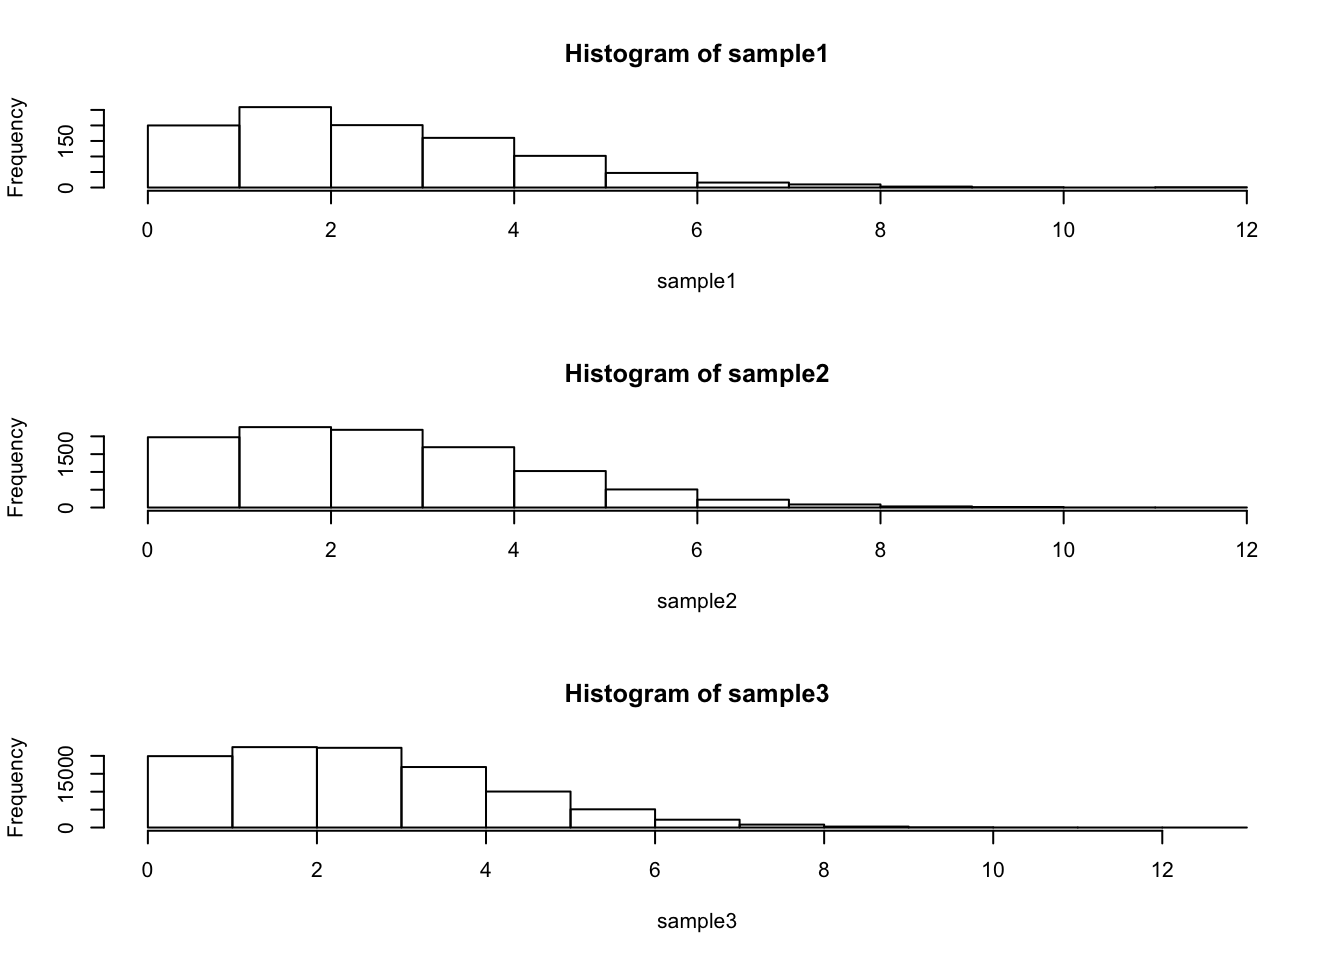 Histogram of sample1
Frequency
0 150
0 2 4 6 8 10 12
sample1
Histogram of sample2
Frequency
0 1500
0 2 4 6 8 10 12
sample2
Histogram of sample3
Frequency
0 15000
0 2 4 6 8 10 12
sample3